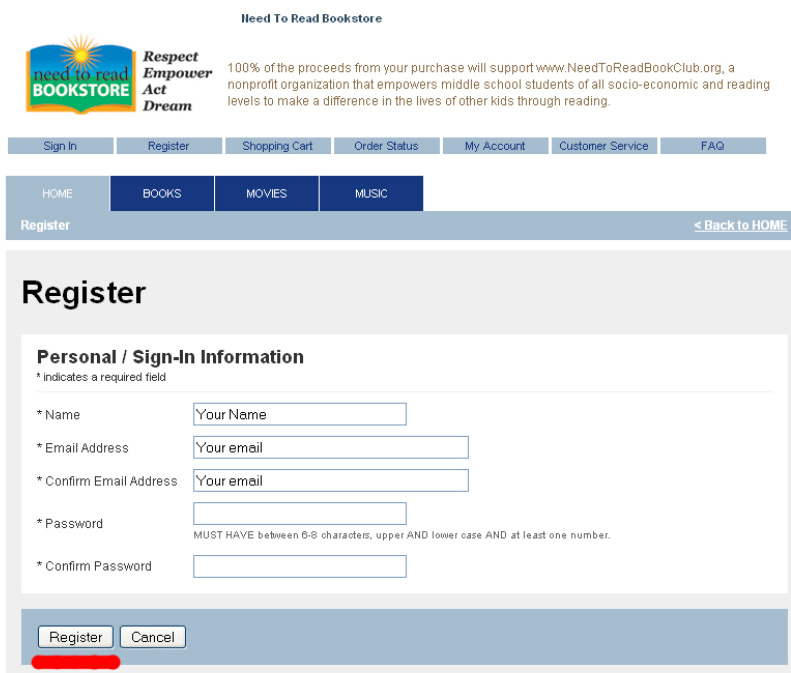 Need To Read Bookstore
need to read
BOOKSTORE
Respect
Empower
Act
Dream
100% of the proceeds from your purchase will support www.NeedToReadBookClub.org, a
nonprofit organization that empowers middle school students of all socio-economic and reading
levels to make a difference in the lives of other kids through reading.
Sign In Register Shopping Cart Order Status My Account Customer Service FAQ
HOME BOOKS MOVIES MUSIC
Register < Back to HOME
Register
Personal / Sign-In Information
* indicates a required field
* Name Your Name
* Email Address Your email
* Confirm Email Address Your email
* Password
MUST HAVE between 6-8 characters, upper AND lower case AND at least one number.
* Confirm Password
Register Cancel